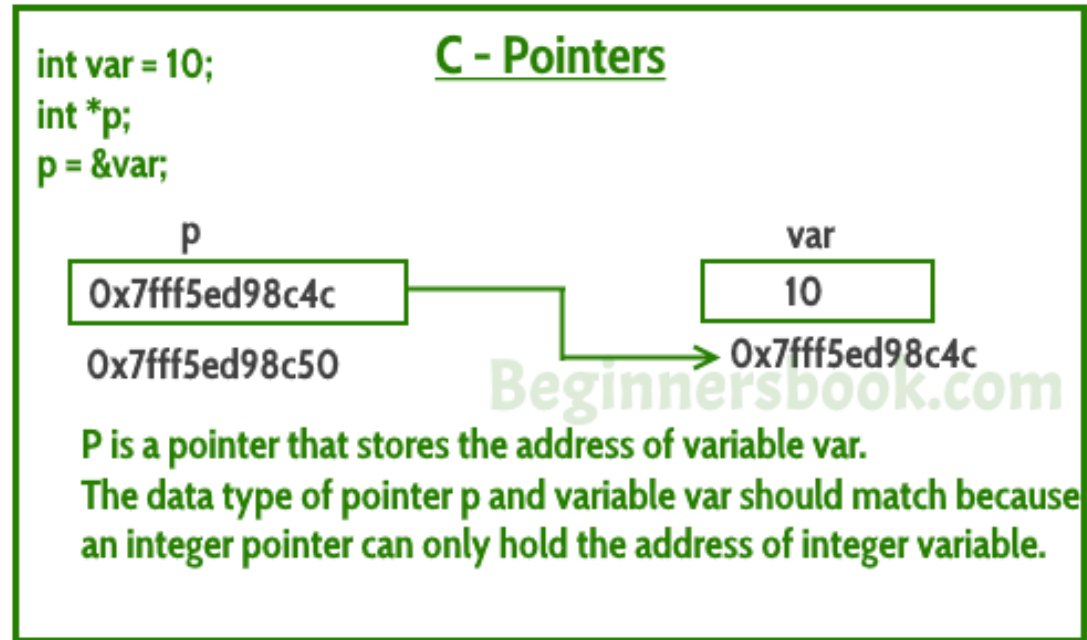 C - Pointers
int var = 10;
int *p;
p = &var;
p
var
0x7fff5ed98c4c
10
0x7fff5ed98c50
0x7fff5ed98c4c
Beginnersbook.com
P is a pointer that stores the address of variable var.
The data type of pointer p and variable var should match because
an integer pointer can only hold the address of integer variable.